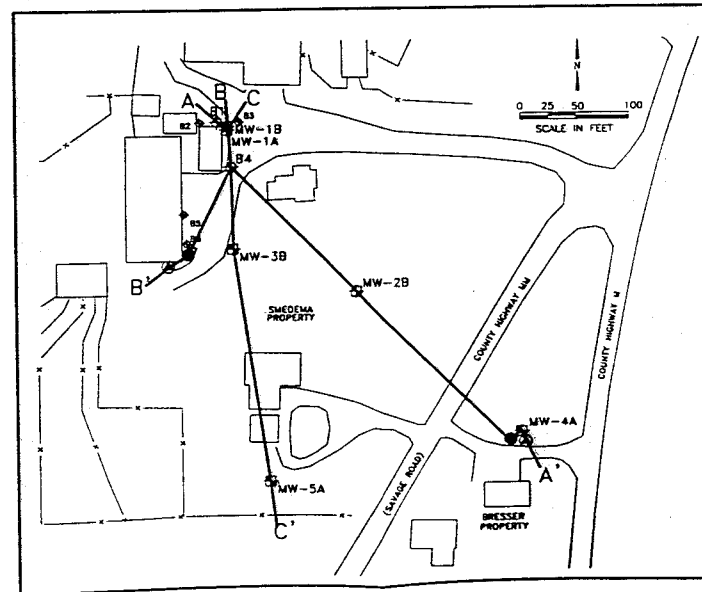 N
0 25 50 100
SCALE IN FEET
A
B
C
B3
B2
MW-1B
MW-1A
B4
B5
MW-3B
B'
MW-2B
SMEDEMA
PROPERTY
COUNTY HIGHWAY MM
COUNTY HIGHWAY M
MW-4A
(SAVAGE ROAD)
A'
MW-5A
BRESSER
PROPERTY
C'